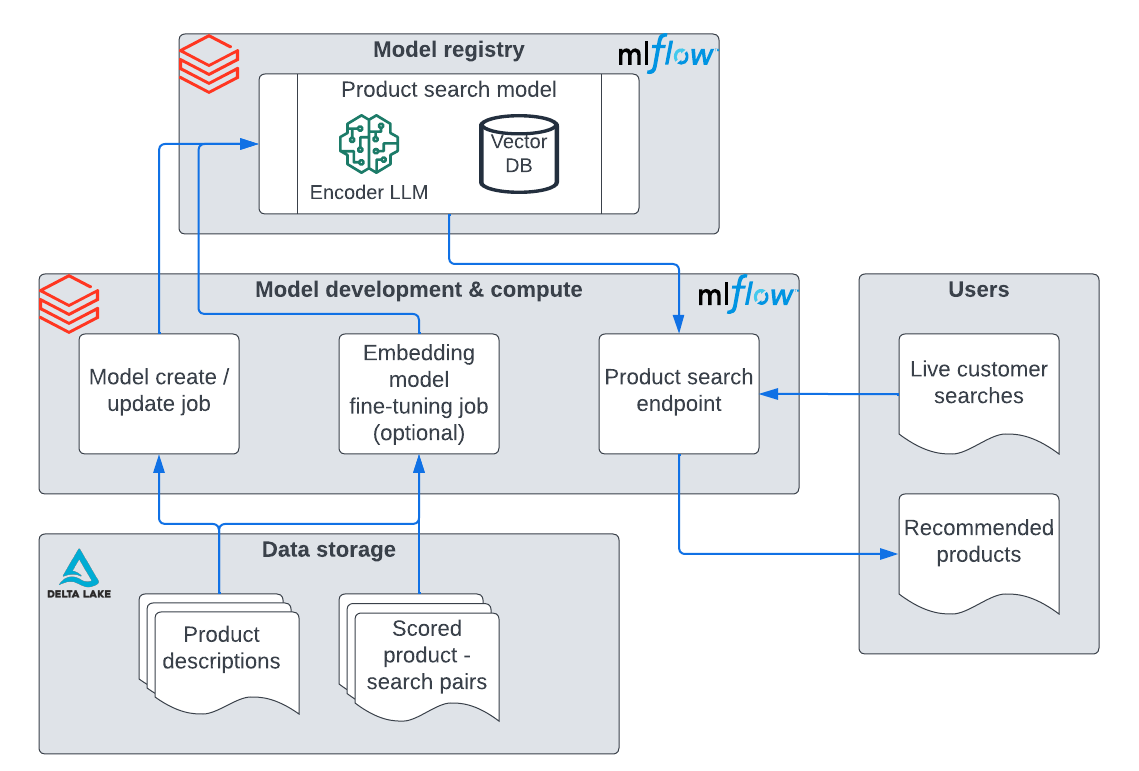 Model registry
mlflow
Product search model
Vector
DB
Encoder LLM
Model development & compute
mlflow
Model create /
update job
Embedding
model
fine-tuning job
(optional)
Product search
endpoint
Users
Live customer
searches
Recommended
products
Data storage
DELTA LAKE
Product
descriptions
Scored
product -
search pairs